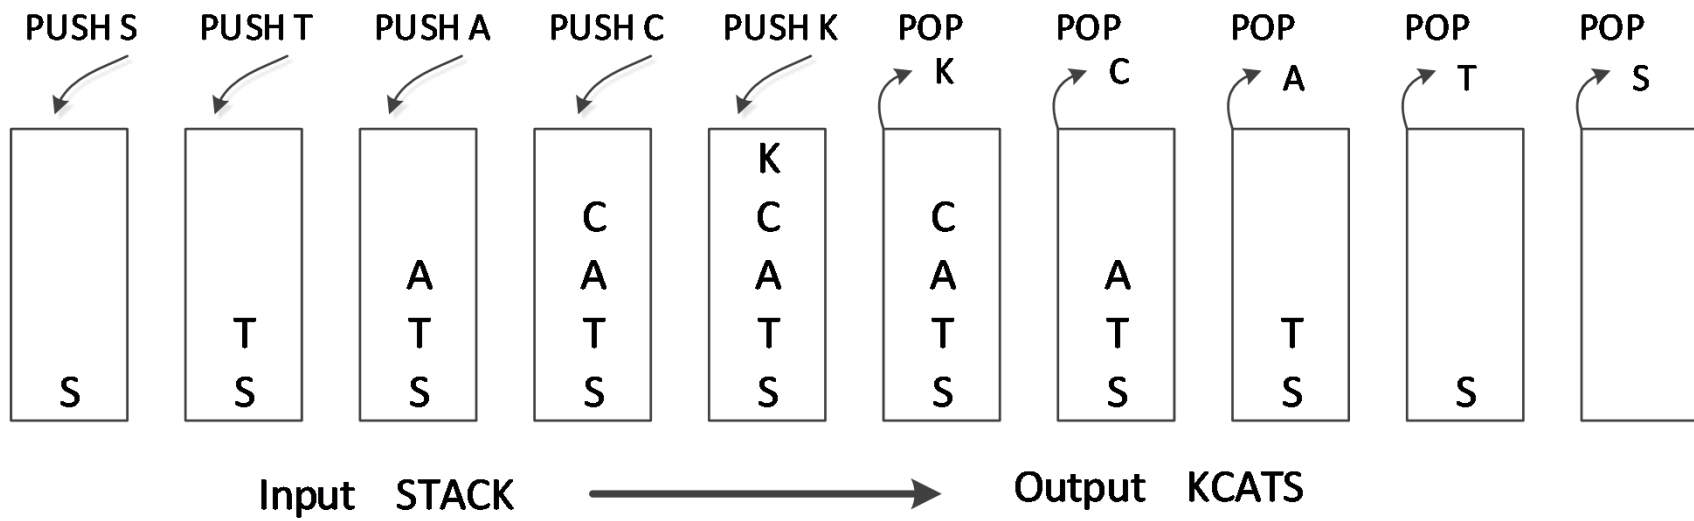 PUSH S PUSH T PUSH A PUSH C PUSH K POP POP POP POP POP
K C A T S
K
C C C
A A A A A
T T T T T T T
S S S S S S S S S
Input STACK Output KCATS